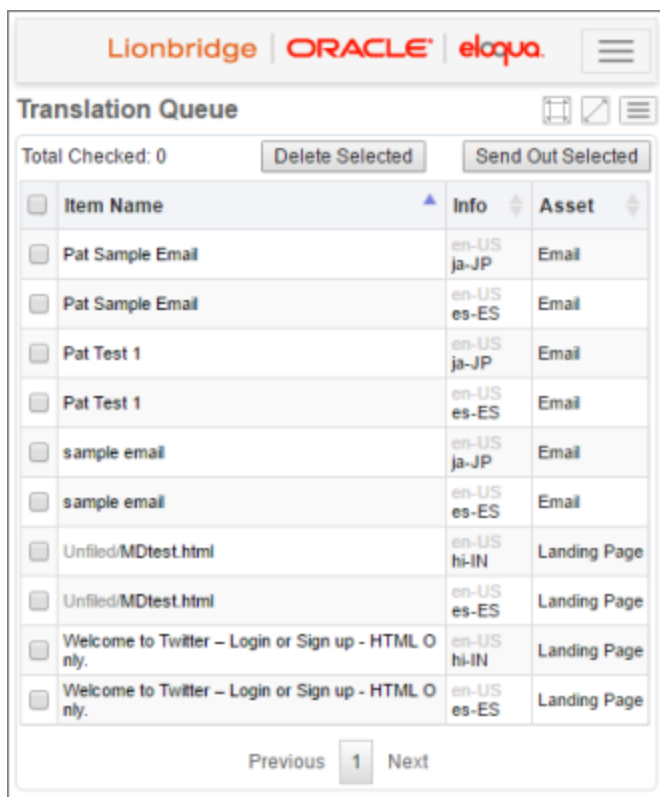 Lionbridge | ORACLE | eloqua.
Translation Queue
Total Checked: 0 Delete Selected Send Out Selected
Item Name Info Asset
Pat Sample Email en-US Email
ja-JP
Pat Sample Email en-US Email
es-ES
Pat Test 1 en-US Email
ja-JP
Pat Test 1 en-US Email
es-ES
sample email en-US Email
ja-JP
sample email en-US Email
es-ES
Unfiled/MDtest.html en-US Landing Page
hi-IN
Unfiled/MDtest.html en-US Landing Page
es-ES
Welcome to Twitter – Login or Sign up - HTML O en-US Landing Page
nly. hi-IN
Welcome to Twitter – Login or Sign up - HTML O en-US Landing Page
nly. es-ES
Previous 1 Next